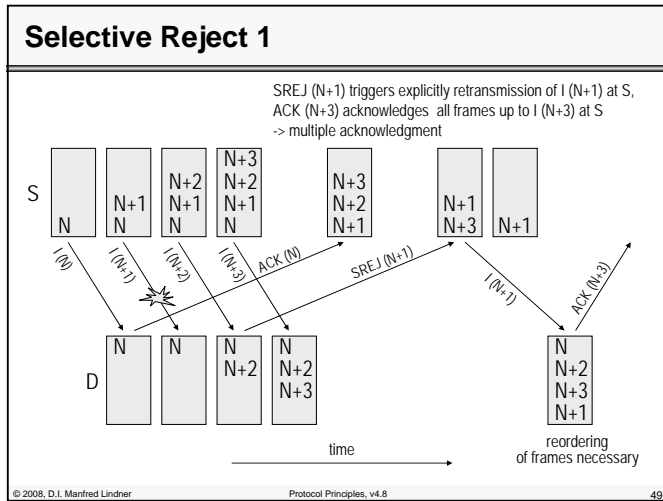 Selective Reject 1
SREJ (N+1) triggers explicitly retransmission of I (N+1) at S,
ACK (N+3) acknowledges all frames up to I (N+3) at S
-> multiple acknowledgment
S
N
N+1
N
N+2
N+1
N
N+3
N+2
N+1
N
N+3
N+2
N+1
N+1
N+3
N+1
I (N)
I (N+1)
I (N+2)
I (N+3)
ACK (N)
SREJ (N+1)
I (N+1)
ACK (N+3)
D
N
N
N
N+2
N
N+2
N+3
N
N+2
N+3
N+1
time
reordering
of frames necessary
© 2008, D.I. Manfred Lindner
Protocol Principles, v4.8
49